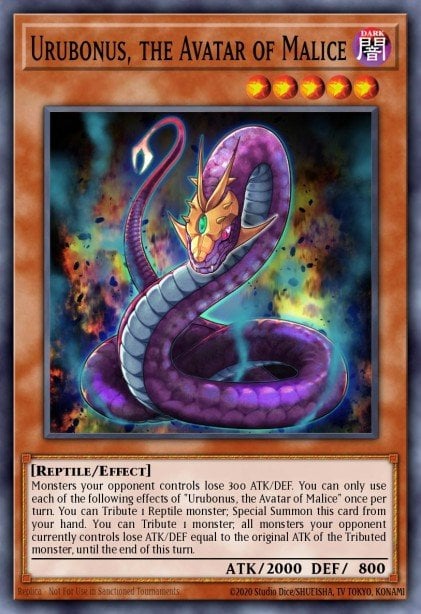 Urubonus, the Avatar of Malice
DARK
闇
[Reptile/Effect]
Monsters your opponent controls lose 300 ATK/DEF. You can only use
each of the following effects of "Urubonus, the Avatar of Malice" once per
turn. You can Tribute 1 Reptile monster; Special Summon this card from
your hand. You can Tribute 1 monster; all monsters your opponent
currently controls lose ATK/DEF equal to the original ATK of the Tributed
monster, until the end of this turn.
ATK/2000 DEF/ 800
Replica - Not For Use in Sanctioned Tournaments
©2020 Studio Dice/SHUEISHA, TV TOKYO, KONAMI